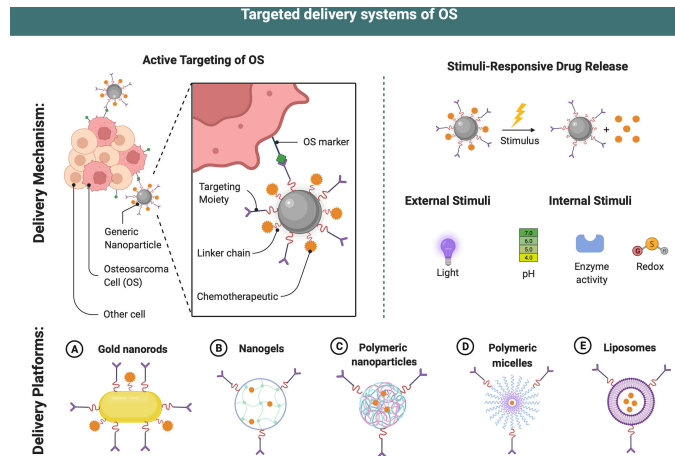 Targeted delivery systems of OS
Delivery Mechanism:
Active Targeting of OS
OS marker
Targeting
Moiety
Linker chain
Chemotherapeutic
Generic
Nanoparticle
Osteosarcoma
Cell (OS)
Other cell
Stimuli-Responsive Drug Release
Stimulus
+
External Stimuli
Internal Stimuli
Light
7.0
6.0
5.0
4.0
pH
Enzyme
activity
G S H
Redox
Delivery Platforms:
A Gold nanorods
B Nanogels
C Polymeric
nanoparticles
D Polymeric
micelles
E Liposomes